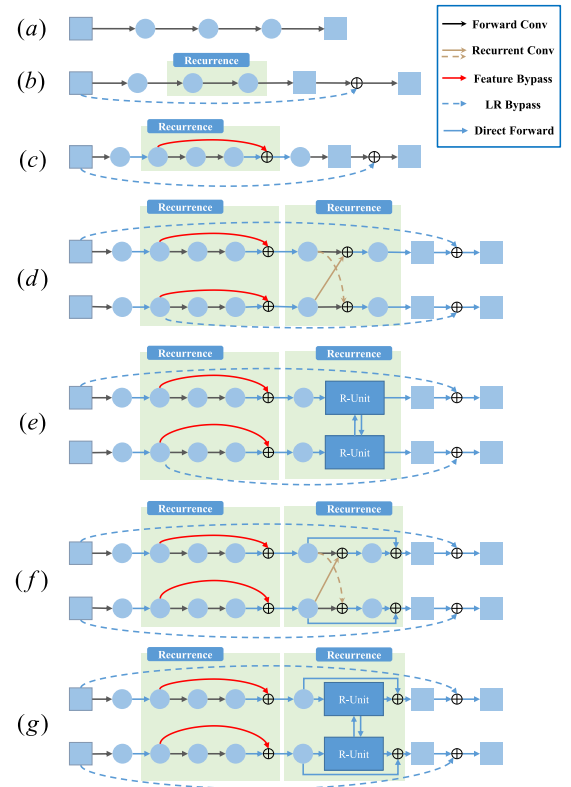 (a)
Forward Conv
Recurrent Conv
Feature Bypass
LR Bypass
Direct Forward
Recurrence
(b)
Recurrence
(c)
Recurrence
Recurrence
(d)
Recurrence
Recurrence
R-Unit
(e)
R-Unit
Recurrence
Recurrence
(f)
Recurrence
Recurrence
R-Unit
(g)
R-Unit